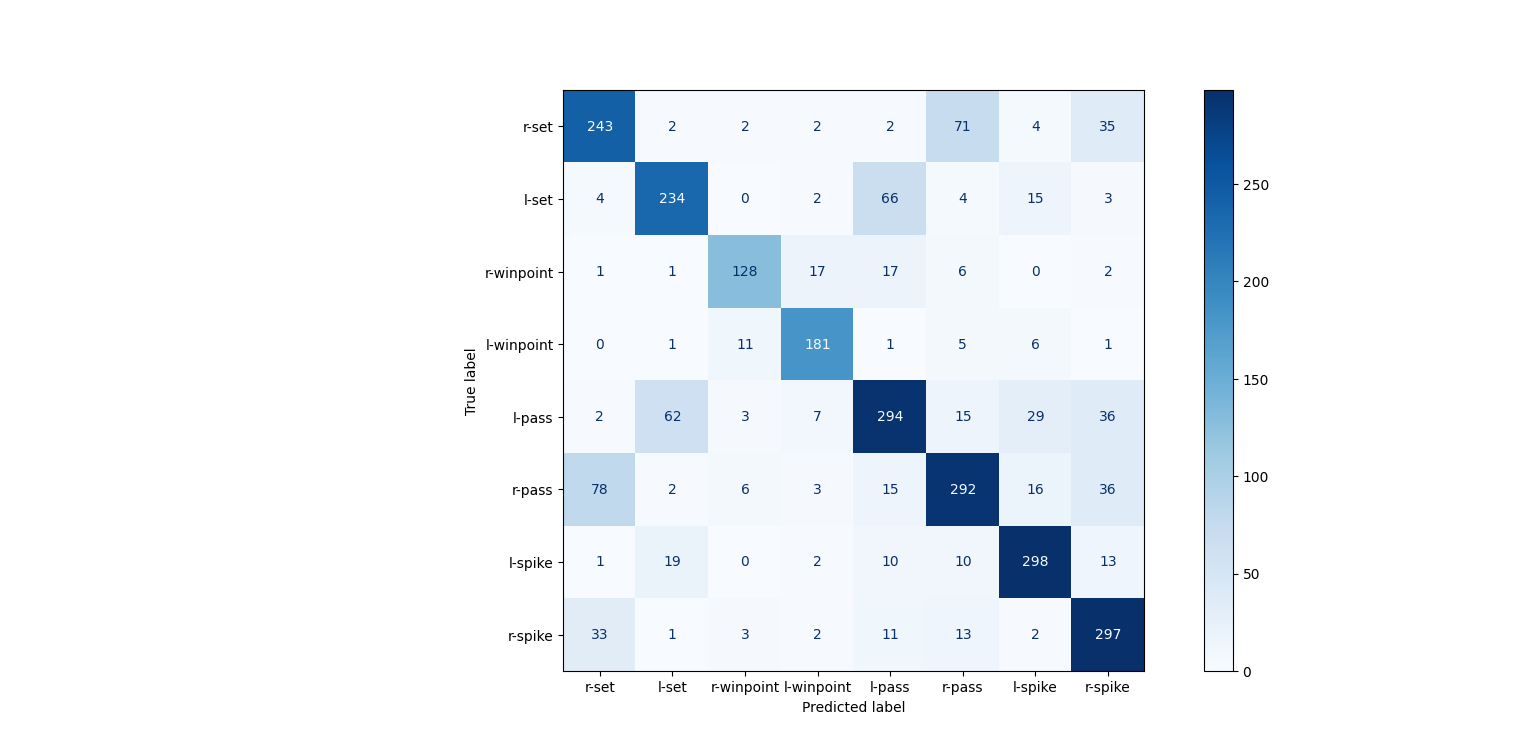 r-set 243 2 2 2 2 71 4 35
l-set 4 234 0 2 66 4 15 3
r-winpoint 1 1 128 17 17 6 0 2
l-winpoint 0 1 11 181 1 5 6 1
l-pass 2 62 3 7 294 15 29 36
r-pass 78 2 6 3 15 292 16 36
l-spike 1 19 0 2 10 10 298 13
r-spike 33 1 3 2 11 13 2 297
r-set l-set r-winpoint l-winpoint l-pass r-pass l-spike r-spike
Predicted label
True label
250
200
150
100
50
0